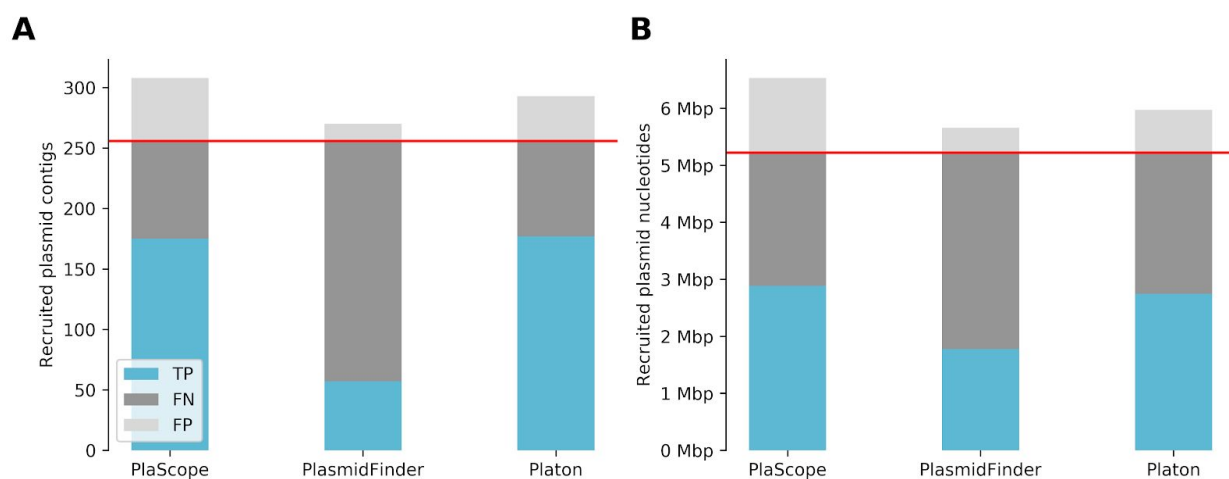 A
Recruited plasmid contigs
300
250
200
150
100
50
0
TP
FN
FP
PlaScope
PlasmidFinder
Platon
B
Recruited plasmid nucleotides
6 Mbp
5 Mbp
4 Mbp
3 Mbp
2 Mbp
1 Mbp
0 Mbp
PlaScope
PlasmidFinder
Platon